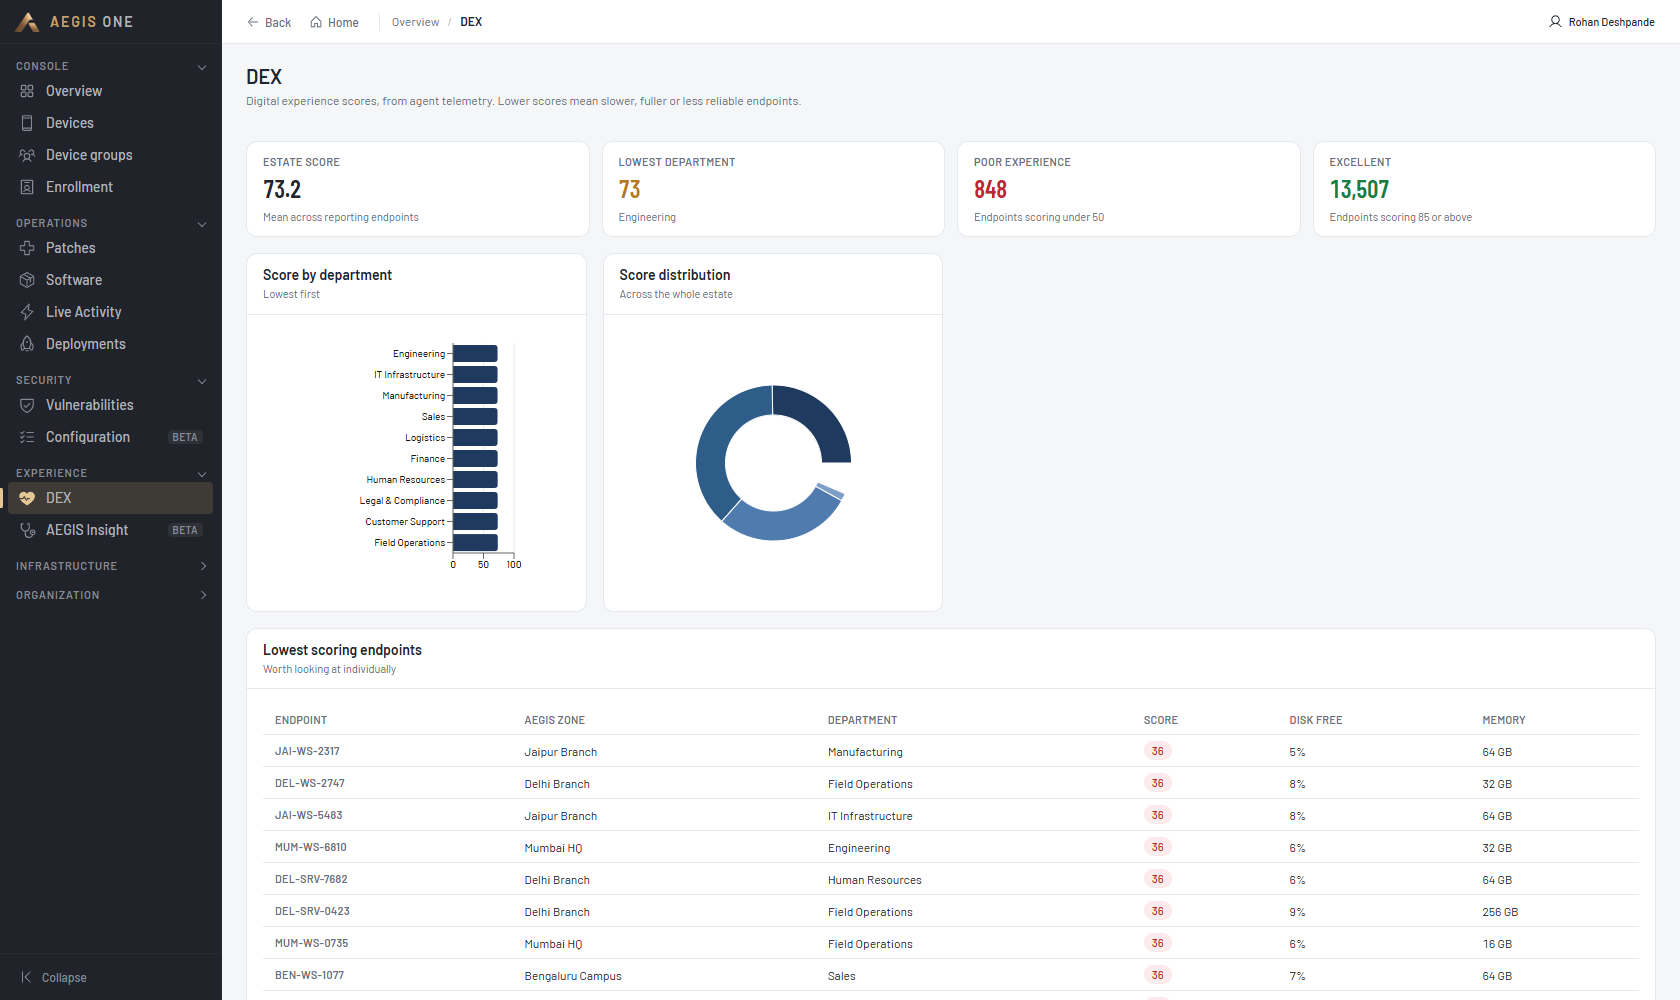 AEGIS ONE
CONSOLE
Overview
Devices
Device groups
Enrollment
OPERATIONS
Patches
Software
Live Activity
Deployments
SECURITY
Vulnerabilities
Configuration BETA
EXPERIENCE
DEX
AEGIS Insight BETA
INFRASTRUCTURE
ORGANIZATION
Collapse
Back Home Overview / DEX
Rohan Deshpande
DEX
Digital experience scores, from agent telemetry. Lower scores mean slower, fuller or less reliable endpoints.
ESTATE SCORE
73.2
Mean across reporting endpoints
LOWEST DEPARTMENT
73
Engineering
POOR EXPERIENCE
848
Endpoints scoring under 50
EXCELLENT
13,507
Endpoints scoring 85 or above
Score by department
Lowest first
Engineering
IT Infrastructure
Manufacturing
Sales
Logistics
Finance
Human Resources
Legal & Compliance
Customer Support
Field Operations
0 50 100
Score distribution
Across the whole estate
Lowest scoring endpoints
Worth looking at individually
ENDPOINT AEGIS ZONE DEPARTMENT SCORE DISK FREE MEMORY
JAI-WS-2317 Jaipur Branch Manufacturing 36 5% 64 GB
DEL-WS-2747 Delhi Branch Field Operations 36 8% 32 GB
JAI-WS-5483 Jaipur Branch IT Infrastructure 36 8% 64 GB
MUM-WS-6810 Mumbai HQ Engineering 36 6% 32 GB
DEL-SRV-7682 Delhi Branch Human Resources 36 6% 64 GB
DEL-SRV-0423 Delhi Branch Field Operations 36 9% 256 GB
MUM-WS-0735 Mumbai HQ Field Operations 36 6% 16 GB
BEN-WS-1077 Bengaluru Campus Sales 36 7% 64 GB